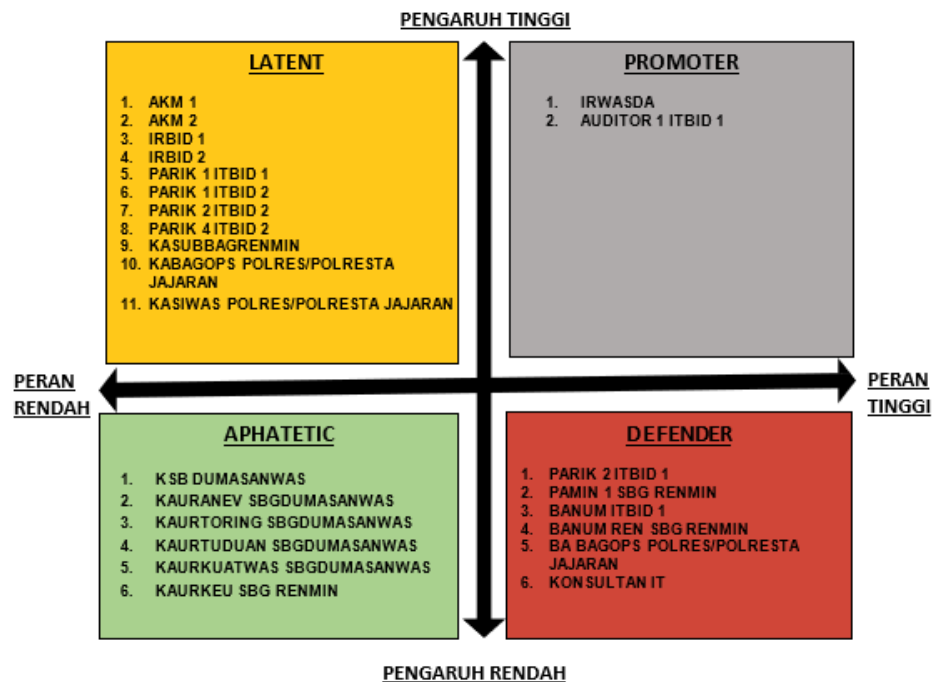 PENGARUH TINGGI
LATENT
1. AKM 1
2. AKM 2
3. IRBID 1
4. IRBID 2
5. PARIK 1 ITBID 1
6. PARIK 1 ITBID 2
7. PARIK 2 ITBID 2
8. PARIK 4 ITBID 2
9. KASUBBAGRENMIN
10. KABAGOPS POLRES/POLRESTA
JAJARAN
11. KASIWAS POLRES/POLRESTA JAJARAN
PROMOTER
1. IRWASDA
2. AUDITOR 1 ITBID 1
PERAN
RENDAH
PERAN
TINGGI
APHATETIC
1. KSB DUMASANWAS
2. KAURANEV SBGDUMASANWAS
3. KAURTORING SBGDUMASANWAS
4. KAURTUDUAN SBGDUMASANWAS
5. KAURKUATWAS SBGDUMASANWAS
6. KAURKEU SBG RENMIN
DEFENDER
1. PARIK 2 ITBID 1
2. PAMIN 1 SBG RENMIN
3. BANUM ITBID 1
4. BANUM REN SBG RENMIN
5. BA BAGOPS POLRES/POLRESTA
JAJARAN
6. KONSULTAN IT
PENGARUH RENDAH